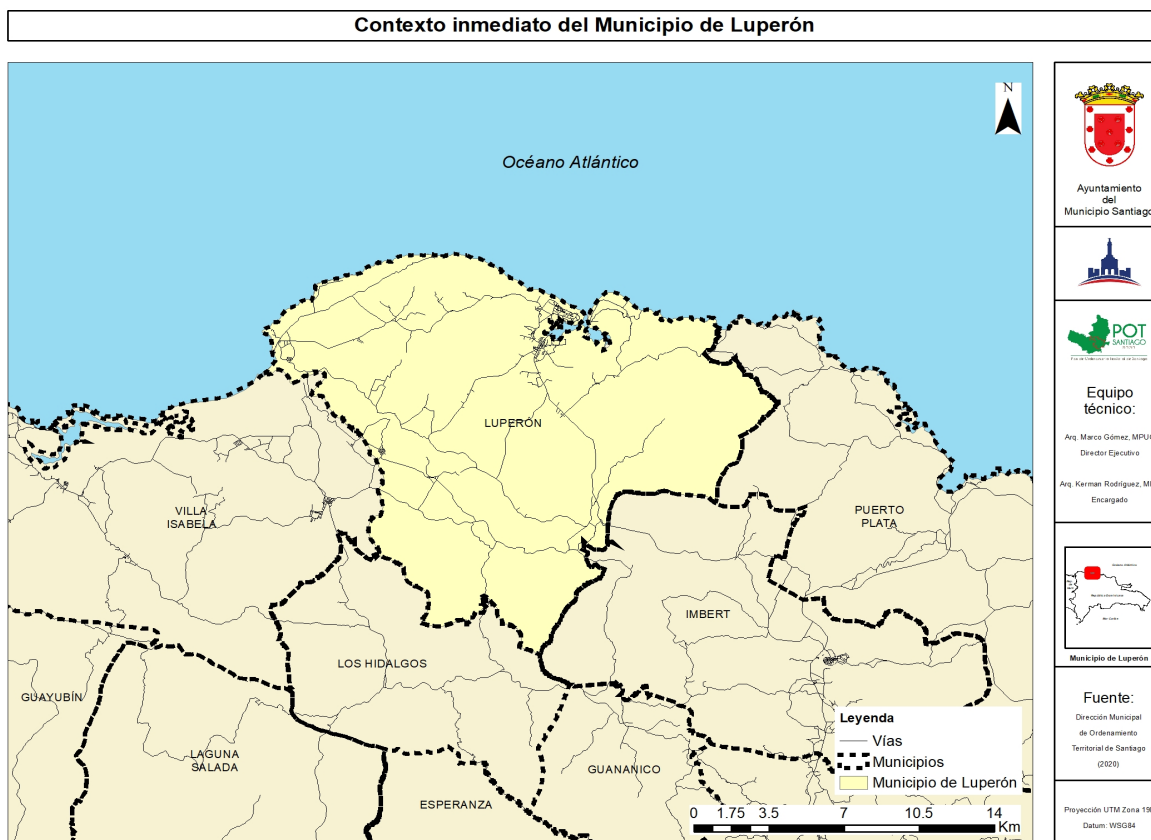 Contexto inmediato del Municipio de Luperón
N
Océano Atlántico
LUPERÓN
VILLA
ISABELA
PUERTO
PLATA
IMBERT
LOS HIDALGOS
GUAYUBÍN
LAGUNA
SALADA
GUANANICO
ESPERANZA
Leyenda
Vías
Municipios
Municipio de Luperón
0 1.75 3.5 7 10.5 14
Km
Ayuntamiento
del
Municipio Santiago
POT
SANTIAGO
Equipo
técnico:
Arq. Marco Gómez, MPUG
Director Ejecutivo
Arq. Kerman Rodríguez, M
Encargado
Municipio de Luperón
Fuente:
Dirección Municipal
de Ordenamiento
Territorial de Santiago
(2020)
Proyección UTM Zona 19
Datum: WSG84